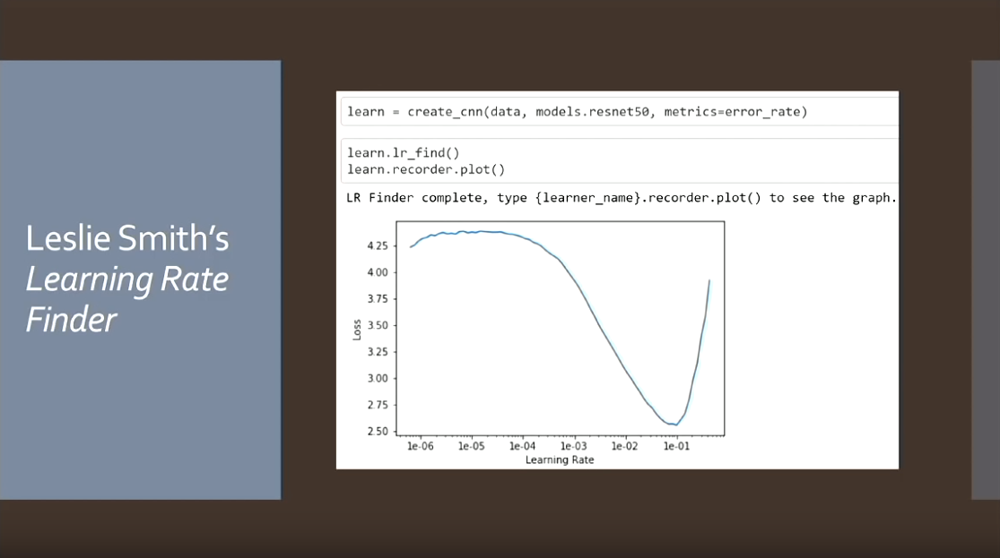 Leslie Smith's
Learning Rate
Finder
learn = create_cnn(data, models.resnet50, metrics=error_rate)
learn.lr_find()
learn.recorder.plot()
LR Finder complete, type {learner_name}.recorder.plot() to see the graph.
4.25
4.00
3.75
3.50
3.25
3.00
2.75
2.50
Loss
1e-06 1e-05 1e-04 1e-03 1e-02 1e-01
Learning Rate